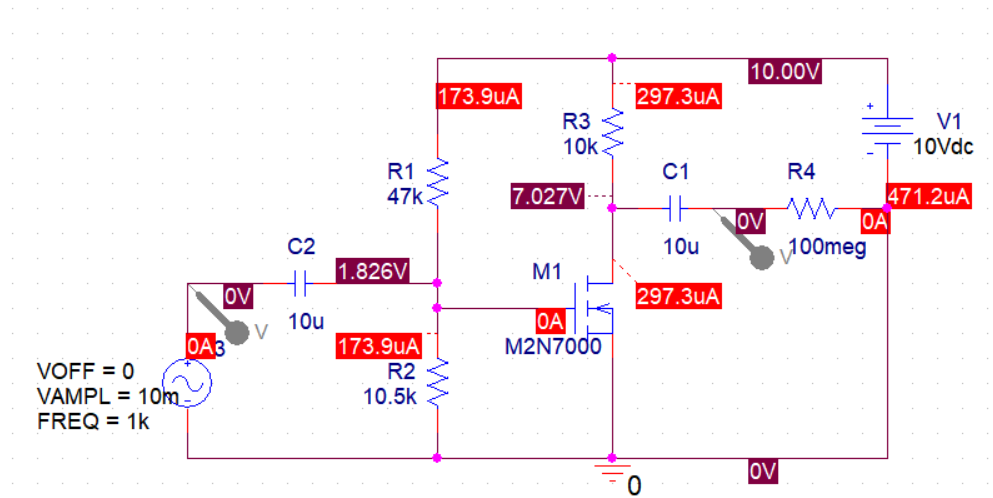 10.00V
173.9uA
297.3uA
R3
10k
+
V1
10Vdc
-
R1
47k
C1
R4
7.027V
471.2uA
0V
0A
10u
V
100meg
C2
1.826V
M1
0V
10u
V
297.3uA
0A
M2N7000
0A
3
+
-
173.9uA
R2
10.5k
VOFF = 0
VAMPL = 10m
FREQ = 1k
0V
0